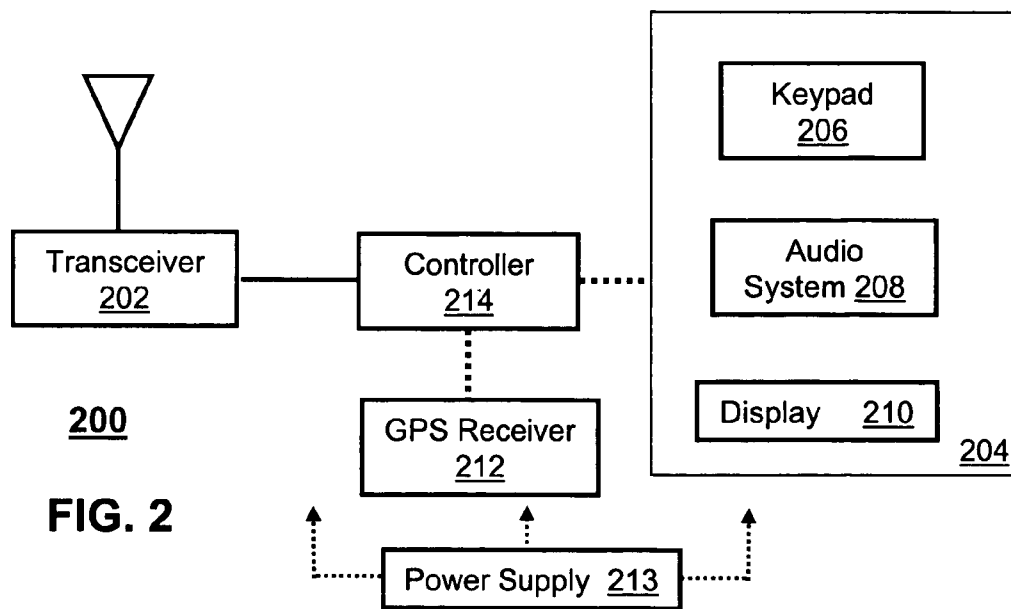 Keypad
206
Transceiver
202
Controller
214
Audio
System 208
GPS Receiver
212
Display 210
204
200
FIG. 2
Power Supply 213